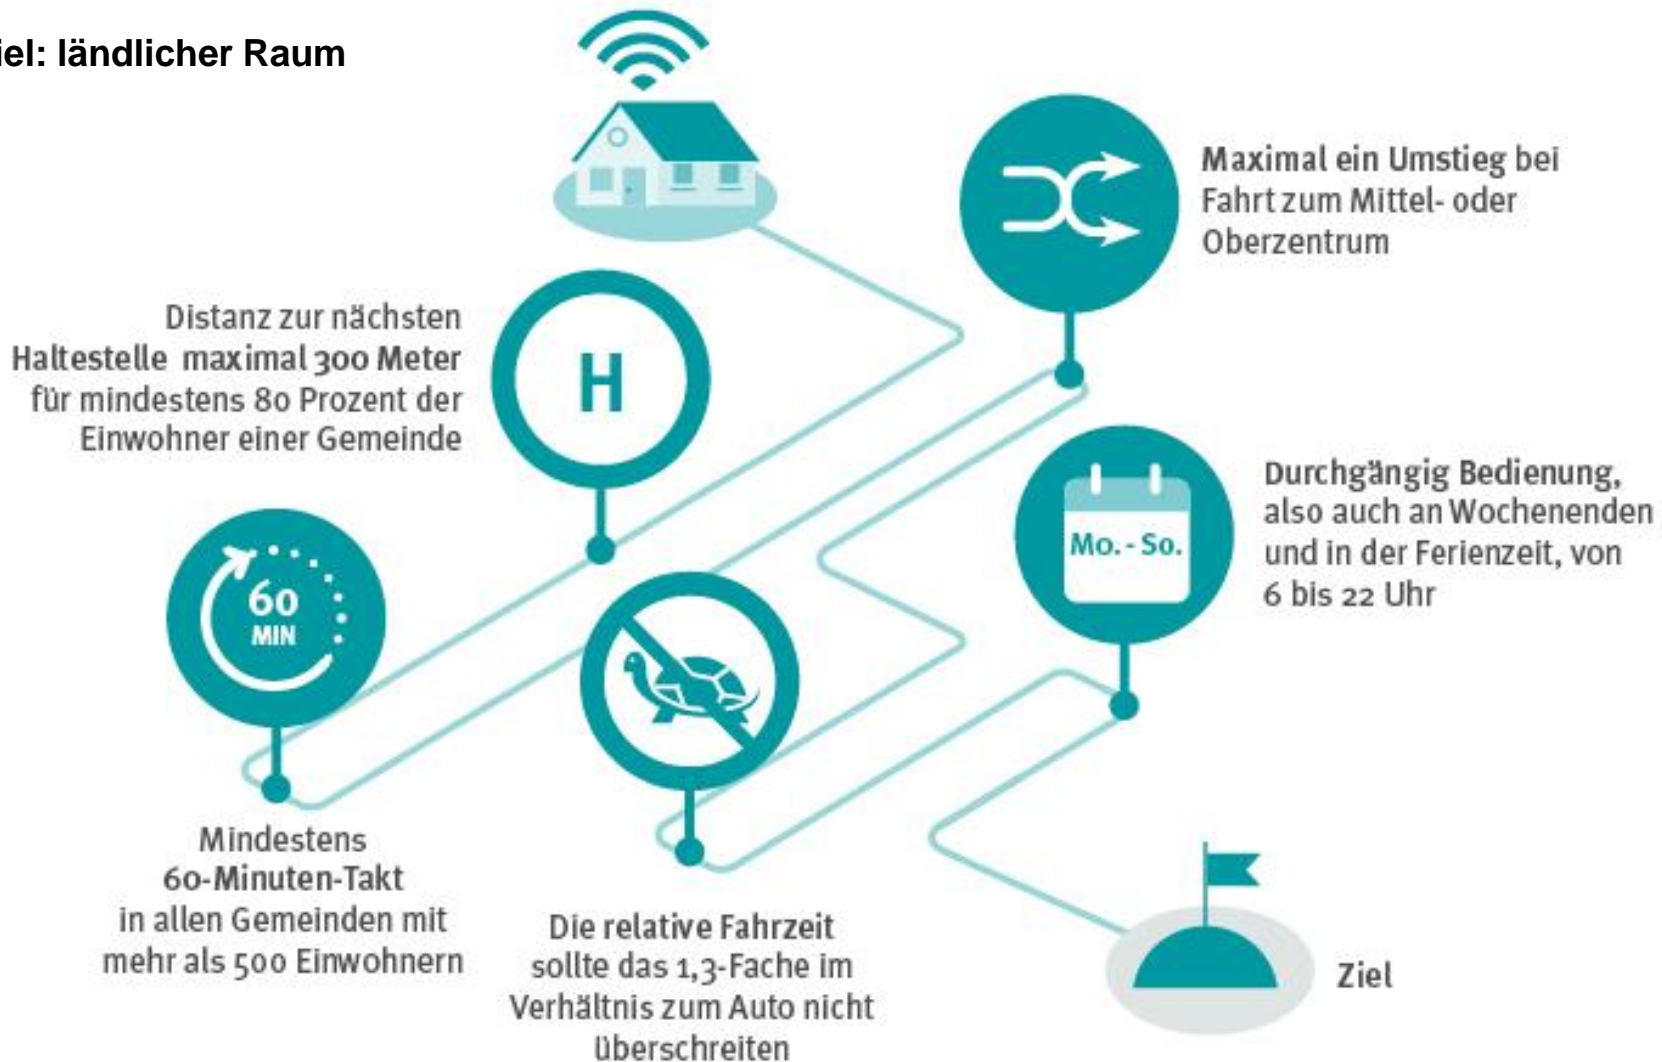 iel: ländlicher Raum
Maximal ein Umstieg bei
Fahrt zum Mittel- oder
Oberzentrum
Distanz zur nächsten
Haltestelle maximal 300 Meter
für mindestens 80 Prozent der
Einwohner einer Gemeinde
H
Durchgängig Bedienung,
also auch an Wochenenden
und in der Ferienzeit, von
6 bis 22 Uhr
Mo. - So.
60
MIN
Mindestens
60-Minuten-Takt
in allen Gemeinden mit
mehr als 500 Einwohnern
Die relative Fahrzeit
sollte das 1,3-Fache im
Verhältnis zum Auto nicht
überschreiten
Ziel